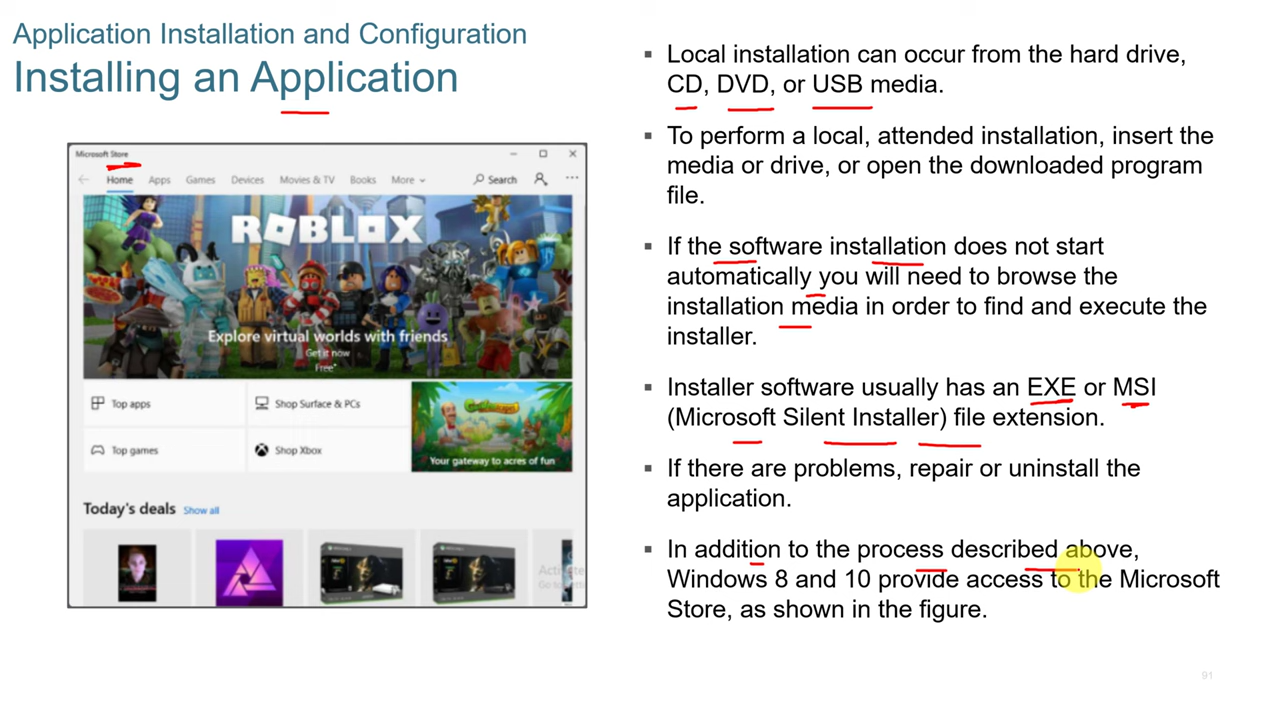 Application Installation and Configuration
Installing an Application
Microsoft Store
Home Apps Games Devices Movies & TV Books More Search
ROBLOX
Explore virtual worlds with friends
Get it now
Free+
Top apps
Shop Surface & PCs
Top games
Shop Xbox
Your gateway to acres of fun
Today's deals Show all
▪ Local installation can occur from the hard drive,
CD, DVD, or USB media.
▪ To perform a local, attended installation, insert the
media or drive, or open the downloaded program
file.
▪ If the software installation does not start
automatically you will need to browse the
installation media in order to find and execute the
installer.
▪ Installer software usually has an EXE or MSI
(Microsoft Silent Installer) file extension.
▪ If there are problems, repair or uninstall the
application.
▪ In addition to the process described above,
Windows 8 and 10 provide access to the Microsoft
Store, as shown in the figure.
91